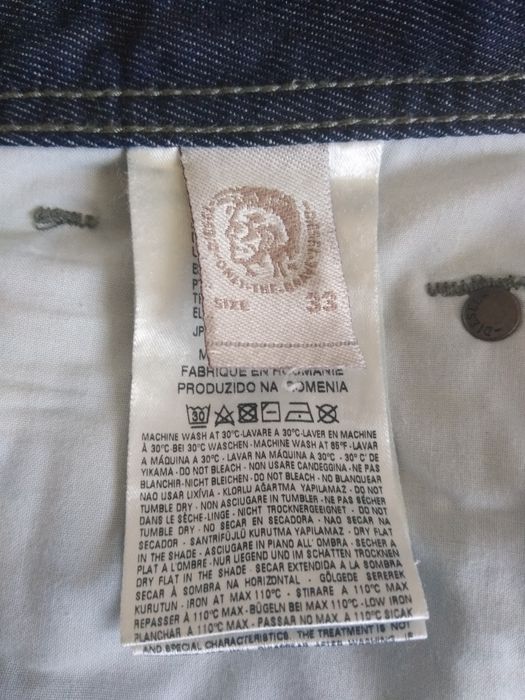 ONLY-THE-BRAVE
SIZE 33
PT
EL
JP
M
FABRIQUE EN ROUMANIE
PRODUZIDO NA ROMENIA
30
MACHINE WASH AT 30°C-LAVARE A 30°C-LAVER EN MACHINE
À 30°C-BEI 30°C WASCHEN-MACHINE WASH AT 85°F-LAVAR
A MÁQUINA A 30°C - LAVAR NA MÁQUINA A 30°C - 30° C' DE
YIKAMA - DO NOT BLEACH - NON USARE CANDEGGINA - NE PAS
BLANCHIR-NICHT BLEICHEN-DO NOT BLEACH-NO BLANQUEAR
NAO USAR LIXÍVIA - KLORLU AĞARTMA YAPILAMAZ - DO NOT
TUMBLE DRY - NON ASCIUGARE IN TUMBLER - NE PAS SÉCHER
DANS LE SÈCHE-LINGE - NICHT TROCKNERGEEIGNET - DO NOT
TUMBLE DRY - NO SECAR EN SECADORA - NAO SECAR NA
SECADOR - SANTRIFÜJLÜ KURUTMA YAPILAMAZ - DRY FLAT
IN THE SHADE - ASCIUGARE IN PIANO ALL' OMBRA - SÉCHER À
PLAT A L'OMBRE - NUR LIEGEND UND IM SCHATTEN TROCKNEN
DRY FLAT IN THE SHADE - SECAR EXTENDIDA A LA SOMBRA
SECAR Á SOMBRA NA HORIZONTAL - GÖLGEDE SEREREK
KURUTUN - IRON AT MAX 110°C - STIRARE A 110°C MAX
REPASSER À 110°C MAX-BÜGELN BEI 110°C MAX-LOW IRON
PLANCHAR A 110°C MAX - PASSAR NO MAX A 110°C SICAK
AND SPECIAL CHARACTERISTICS. THE TREATMENT IS NOT